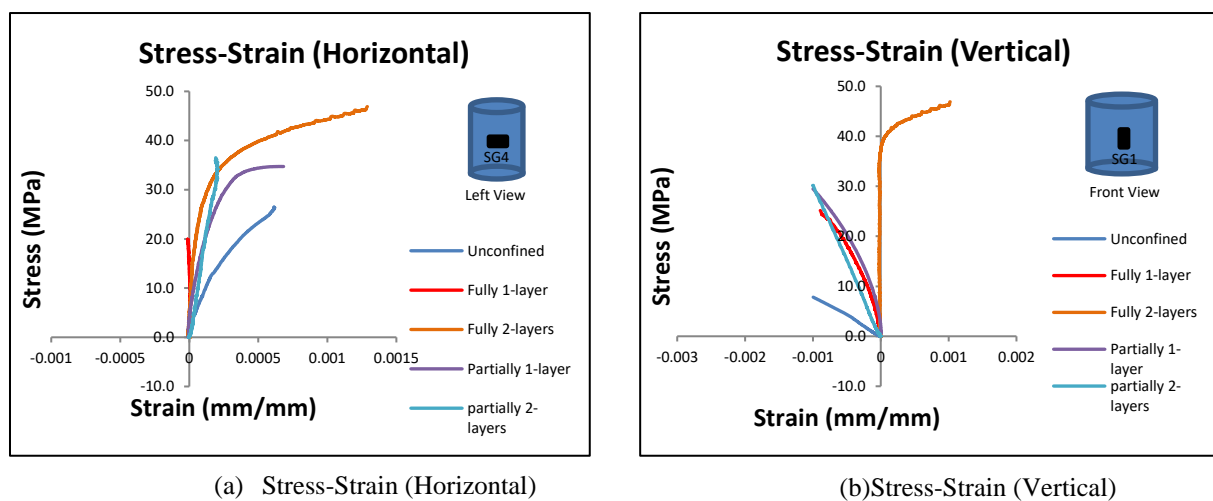 Stress-Strain (Horizontal)
50.0
40.0
30.0
20.0
10.0
0.0
-10.0
-0.001
-0.0005
0
0.0005
0.001
0.0015
Stress (MPa)
Strain (mm/mm)
SG4
Left View
Unconfined
Fully 1-layer
Fully 2-layers
Partially 1-layer
partially 2-
layers
(a) Stress-Strain (Horizontal)
Stress-Strain (Vertical)
50.0
40.0
30.0
20.0
10.0
0.0
-10.0
-0.003
-0.002
-0.001
0
0.001
0.002
Stress (MPa)
Strain (mm/mm)
SG1
Front View
Unconfined
Fully 1-layer
Fully 2-layers
Partially 1-
layer
partially 2-
layers
(b)Stress-Strain (Vertical)